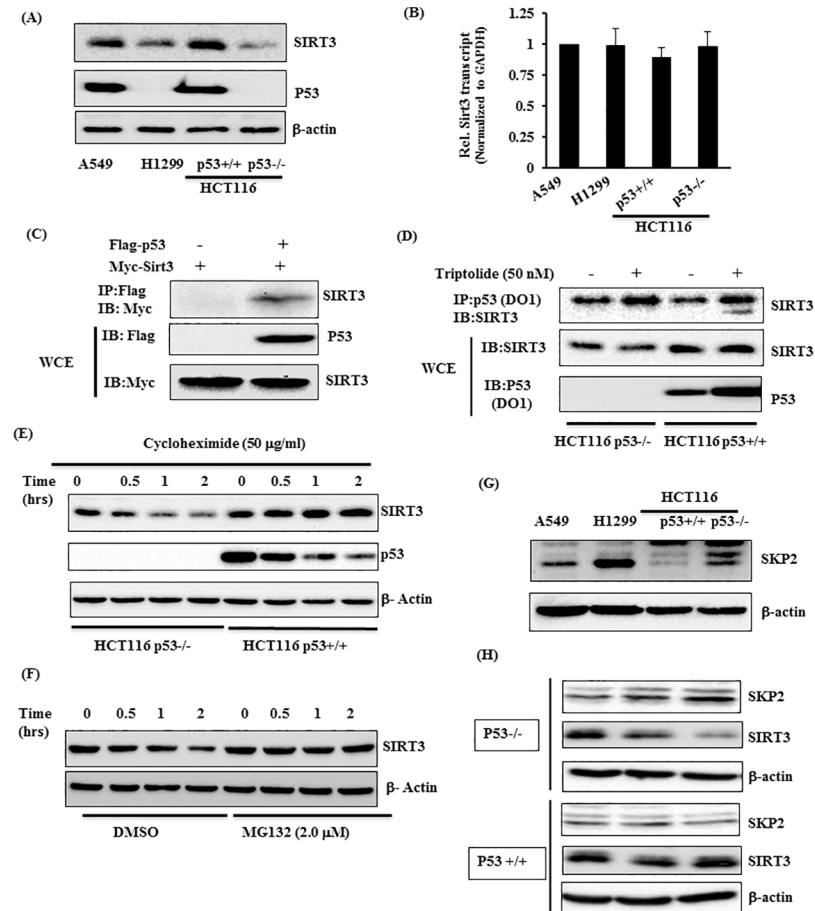 (A)
SIRT3
P53
β-actin
A549 H1299 p53+/+ p53-/-
HCT116
(B)
Rel. Sirt3 transcript
(Normalized to GAPDH)
1.25
1
0.75
0.5
0.25
0
A549 H1299 p53+/+ p53-/-
HCT116
(C)
Flag-p53 - +
Myc-Sirt3 + +
IP:Flag
IB: Myc
SIRT3
WCE
IB: Flag
P53
IB:Myc
SIRT3
(D)
Triptolide (50 nM) - + - +
IP:p53 (DO1)
IB:SIRT3
SIRT3
WCE
IB:SIRT3
SIRT3
IB:P53
(DO1)
P53
HCT116 p53-/- HCT116 p53+/+
(E)
Cycloheximide (50 µg/ml)
Time
(hrs)
0 0.5 1 2 0 0.5 1 2
SIRT3
p53
β- Actin
HCT116 p53-/- HCT116 p53+/+
(F)
Time
(hrs)
0 0.5 1 2 0 0.5 1 2
SIRT3
β- Actin
DMSO MG132 (2.0 µM)
(G)
HCT116
A549 H1299 p53+/+ p53-/-
SKP2
β-actin
(H)
P53-/-
SKP2
SIRT3
β-actin
P53 +/+
SKP2
SIRT3
β-actin